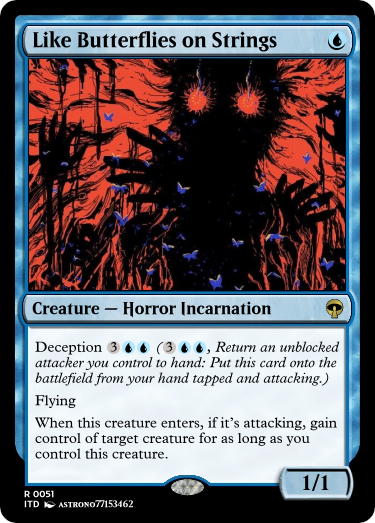 Like Butterflies on Strings
Creature — Horror Incarnation
Deception 3 (3, Return an unblocked
attacker you control to hand: Put this card onto the
battlefield from your hand tapped and attacking.)
Flying
When this creature enters, if it's attacking, gain
control of target creature for as long as you
control this creature.
1/1
R 0051
ITD ASTRONO77153462